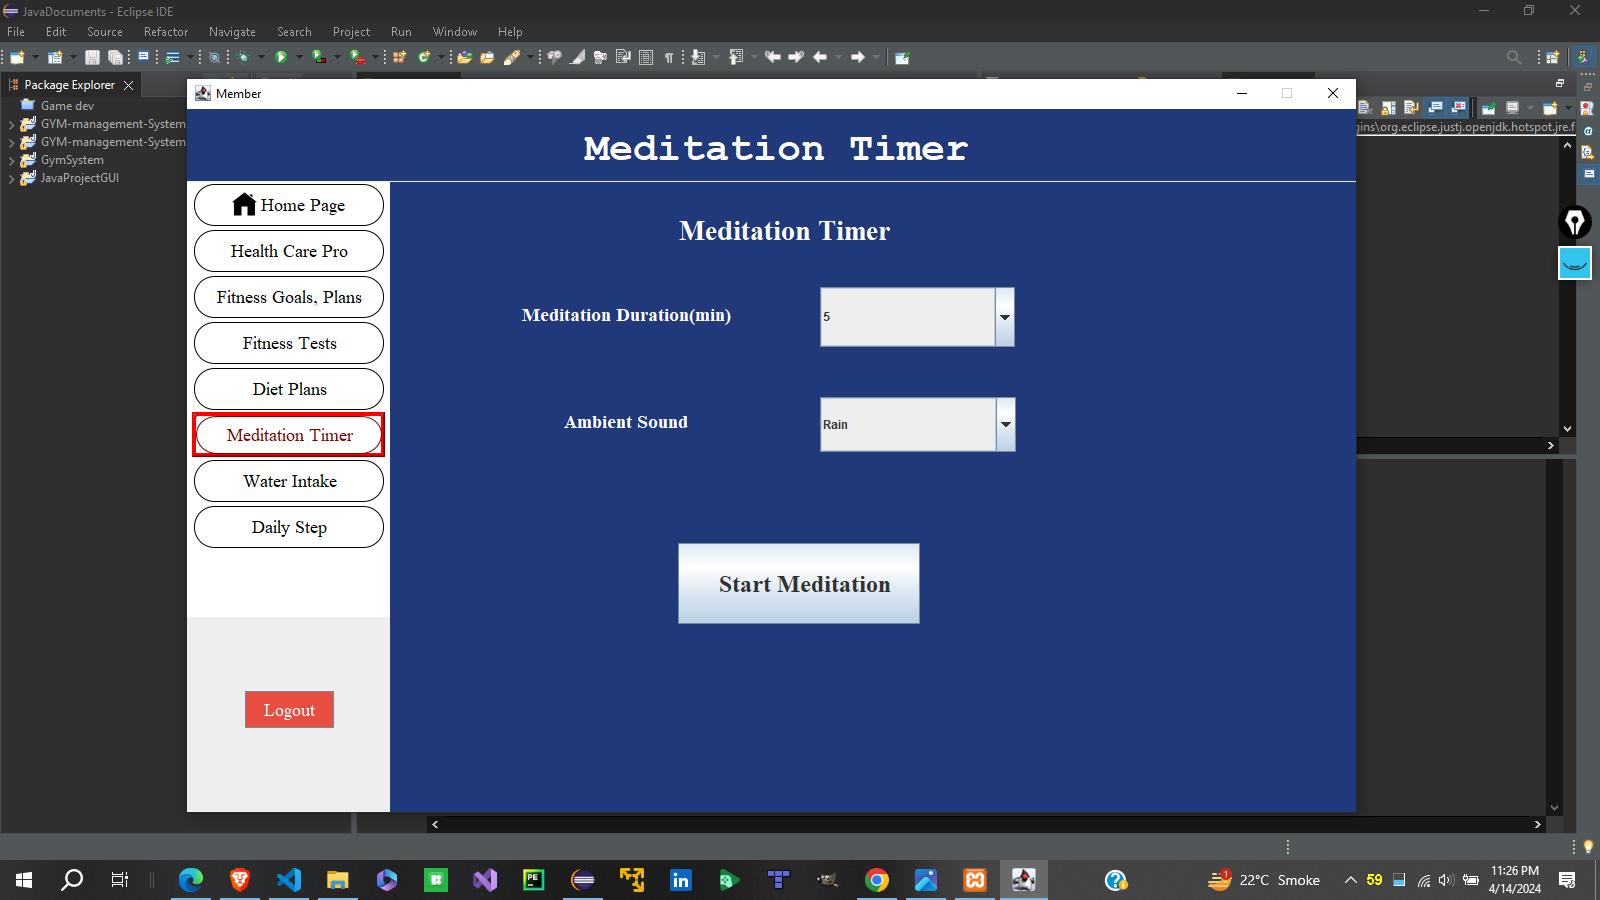 JavaDocuments - Eclipse IDE
File Edit Source Refactor Navigate Search Project Run Window Help
Package Explorer
Game dev
GYM-management-System
GYM-management-System
GymSystem
JavaProjectGUI
Member
gins\org.eclipse.justj.openjdk.hotspot.jre.f
Meditation Timer
Home Page
Health Care Pro
Fitness Goals, Plans
Fitness Tests
Diet Plans
Meditation Timer
Water Intake
Daily Step
Logout
Meditation Timer
Meditation Duration(min)
5
Ambient Sound
Rain
Start Meditation
22°C Smoke
59
11:26 PM
4/14/2024